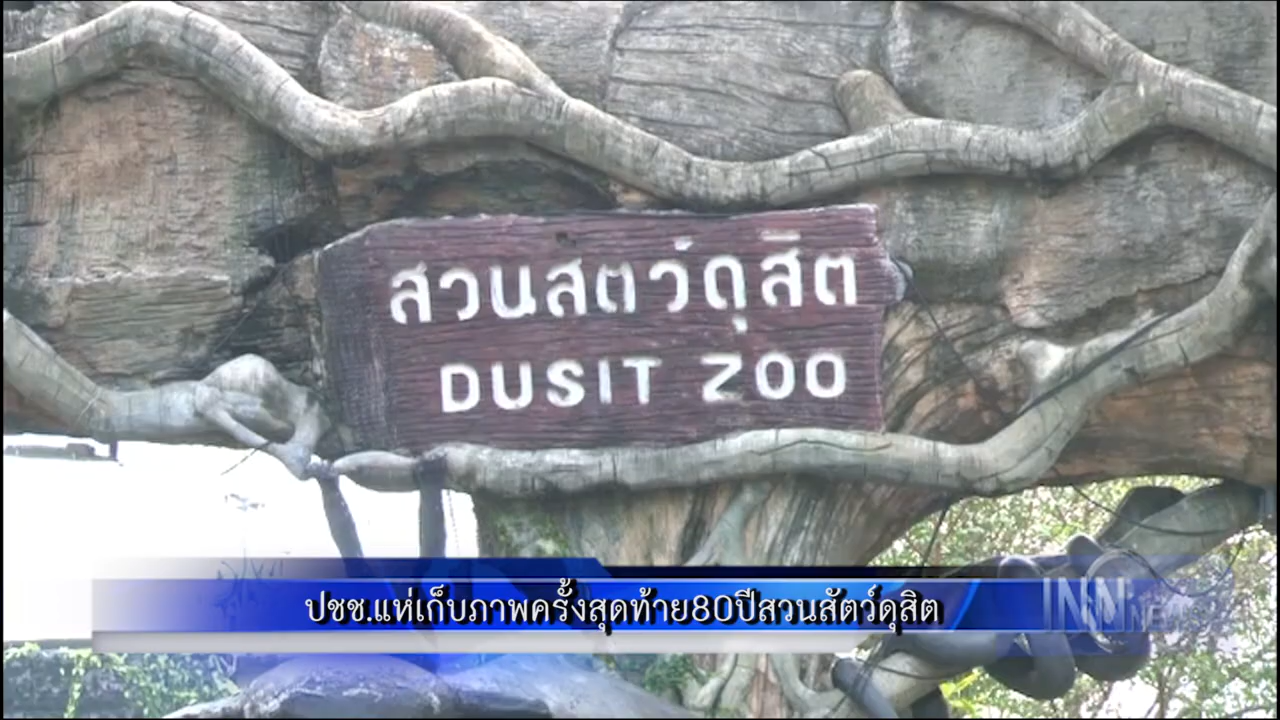 สวนสตว์ดุสิต
DUSIT ZOO
ปชช.แห่เก็บภาพครั้งสุดท้าย80ปีสวนสัตว์ดุสิต
INN NEWS